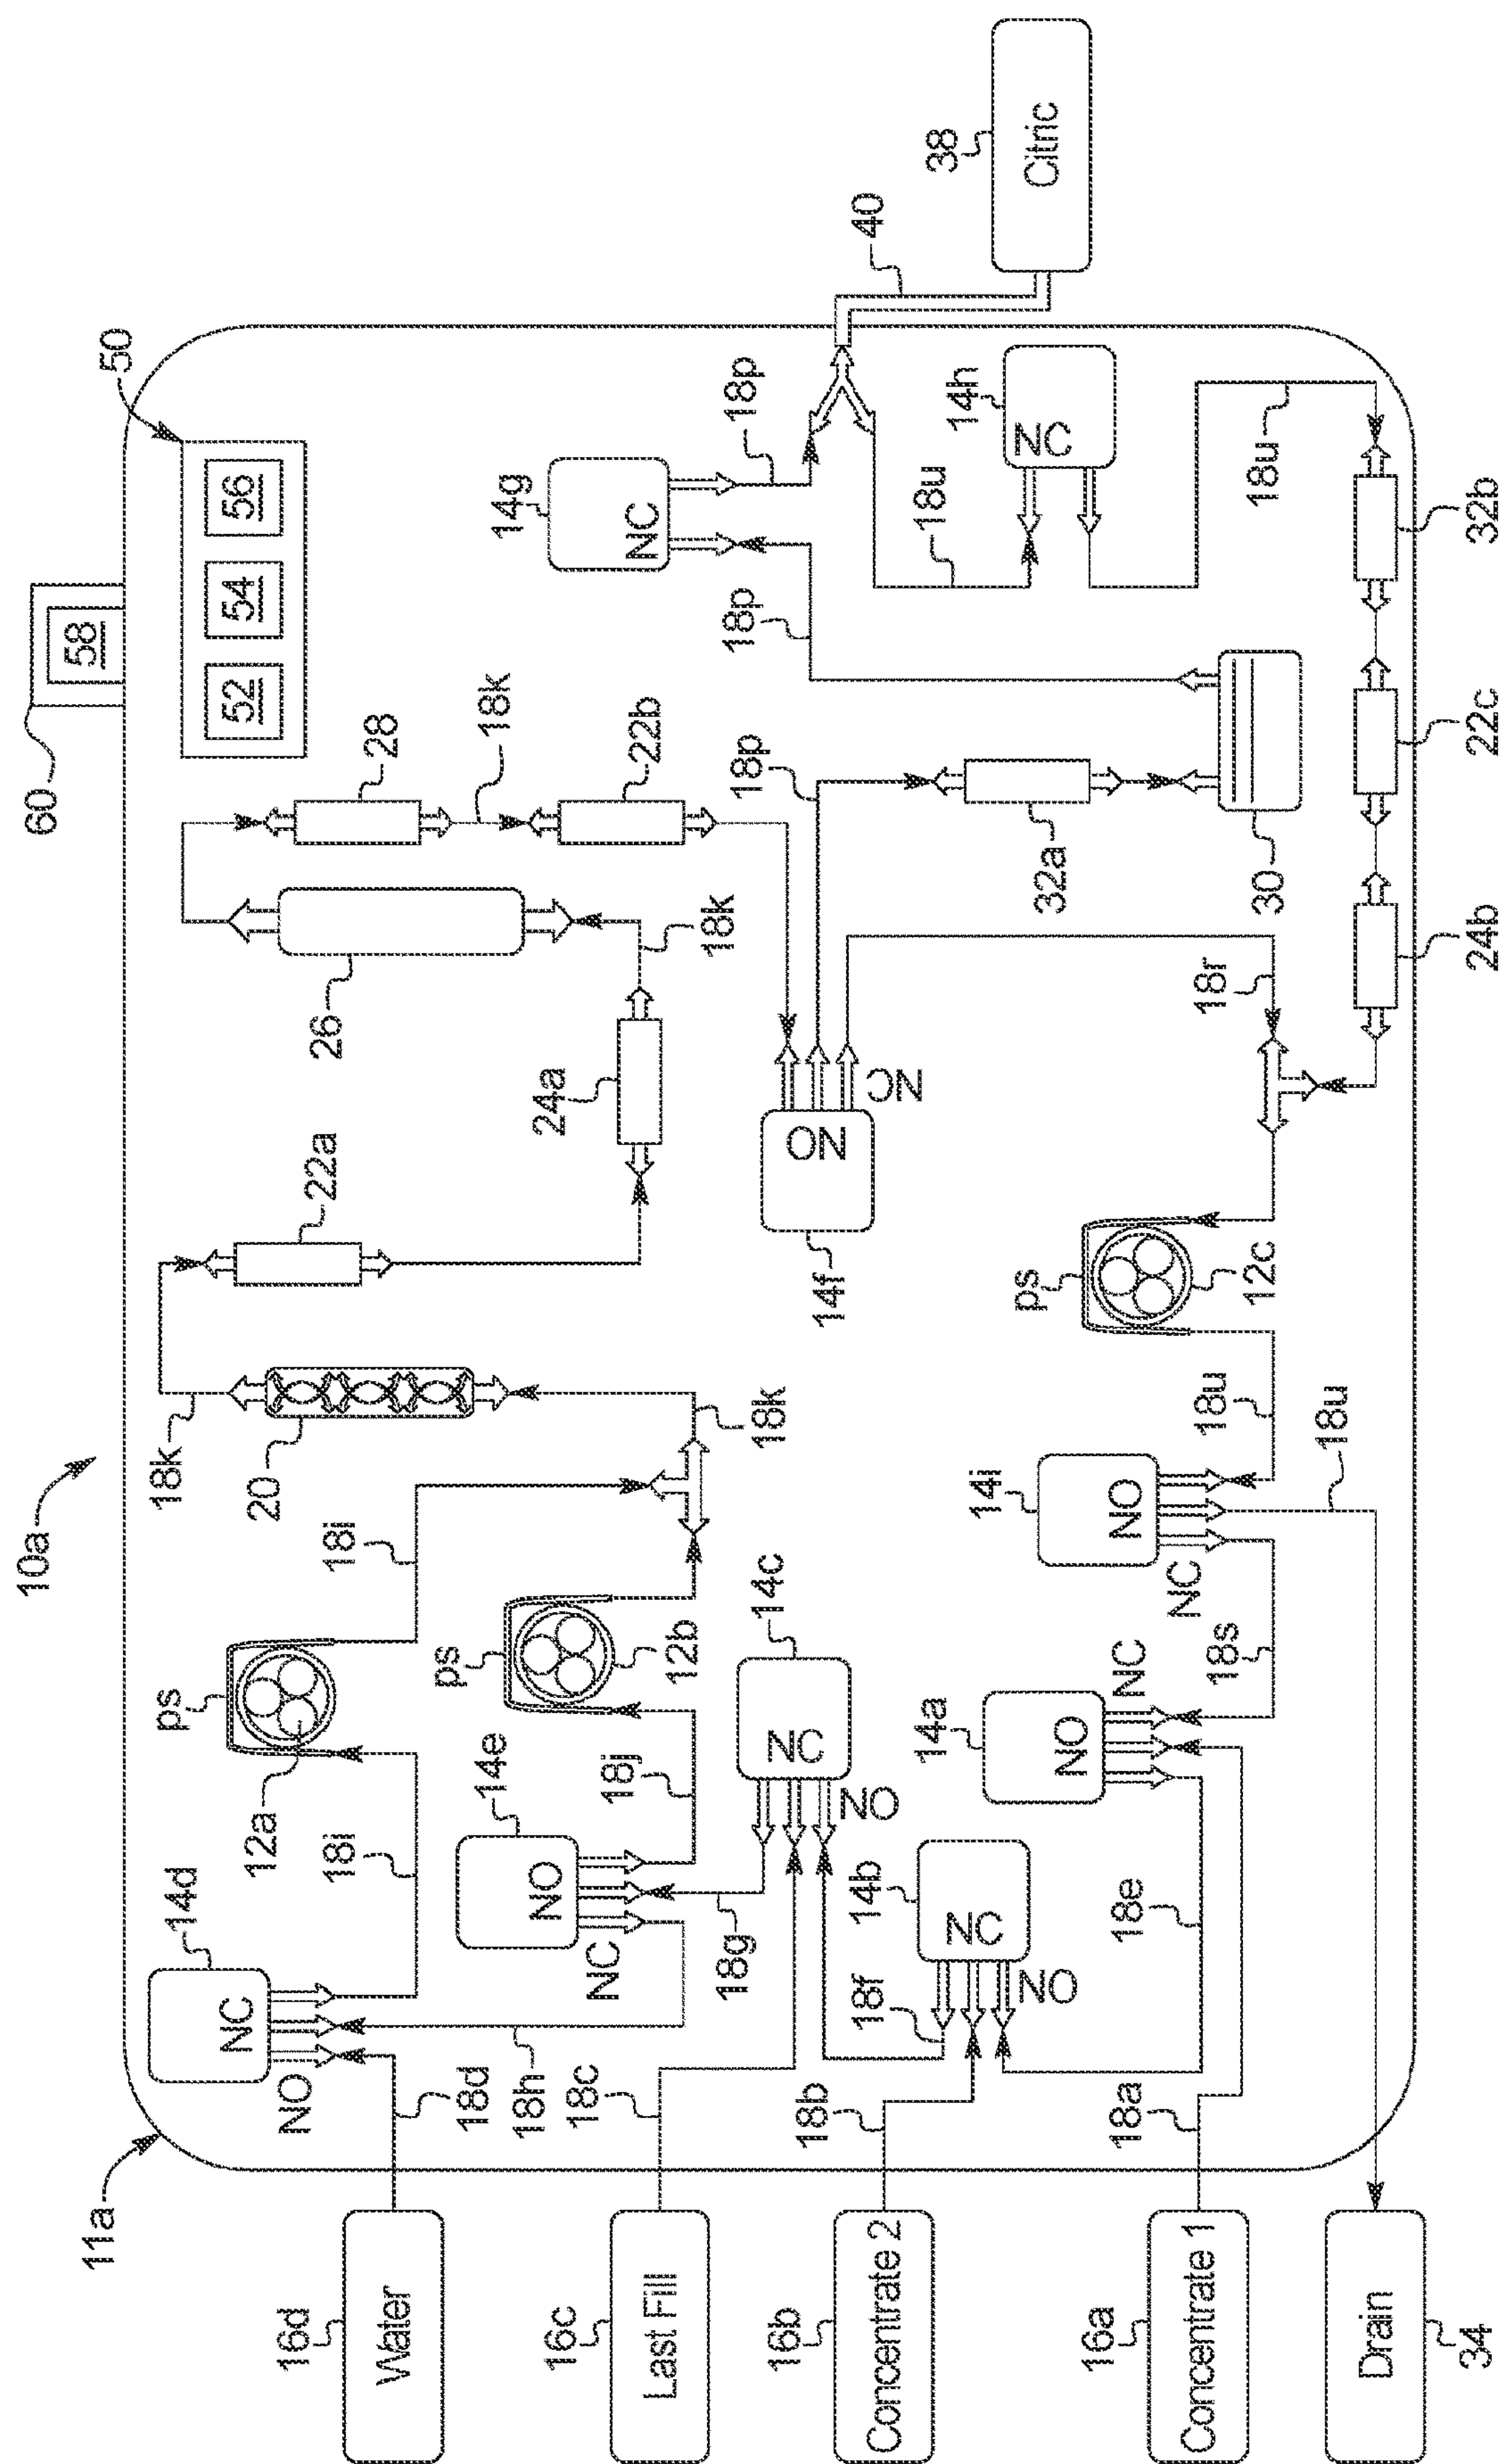 10a
60
58
11a
50
ps
18k
14d
52
54
56
NC
12a
20
16d
NO
22a
26
18i
18i
28
Water
ps
18d
14e
18k
14g
18h
NO
24a
16c
18c
NC
22b
NC
18j
Last Fill
12b
18k
18g
18p
18p
18p
14c
18k
16b
NC
18b
14f
NO
18f
14b
NO
40
Concentrate 2
NC
18u
38
14h
NC
14i
14a
ps
NO
32a
NC
Citric
NO
16a
18e
18a
NC
NO
NC
Concentrate 1
18u
18r
18s
12c
30
18u
18u
Drain
34
24b
22c
32b